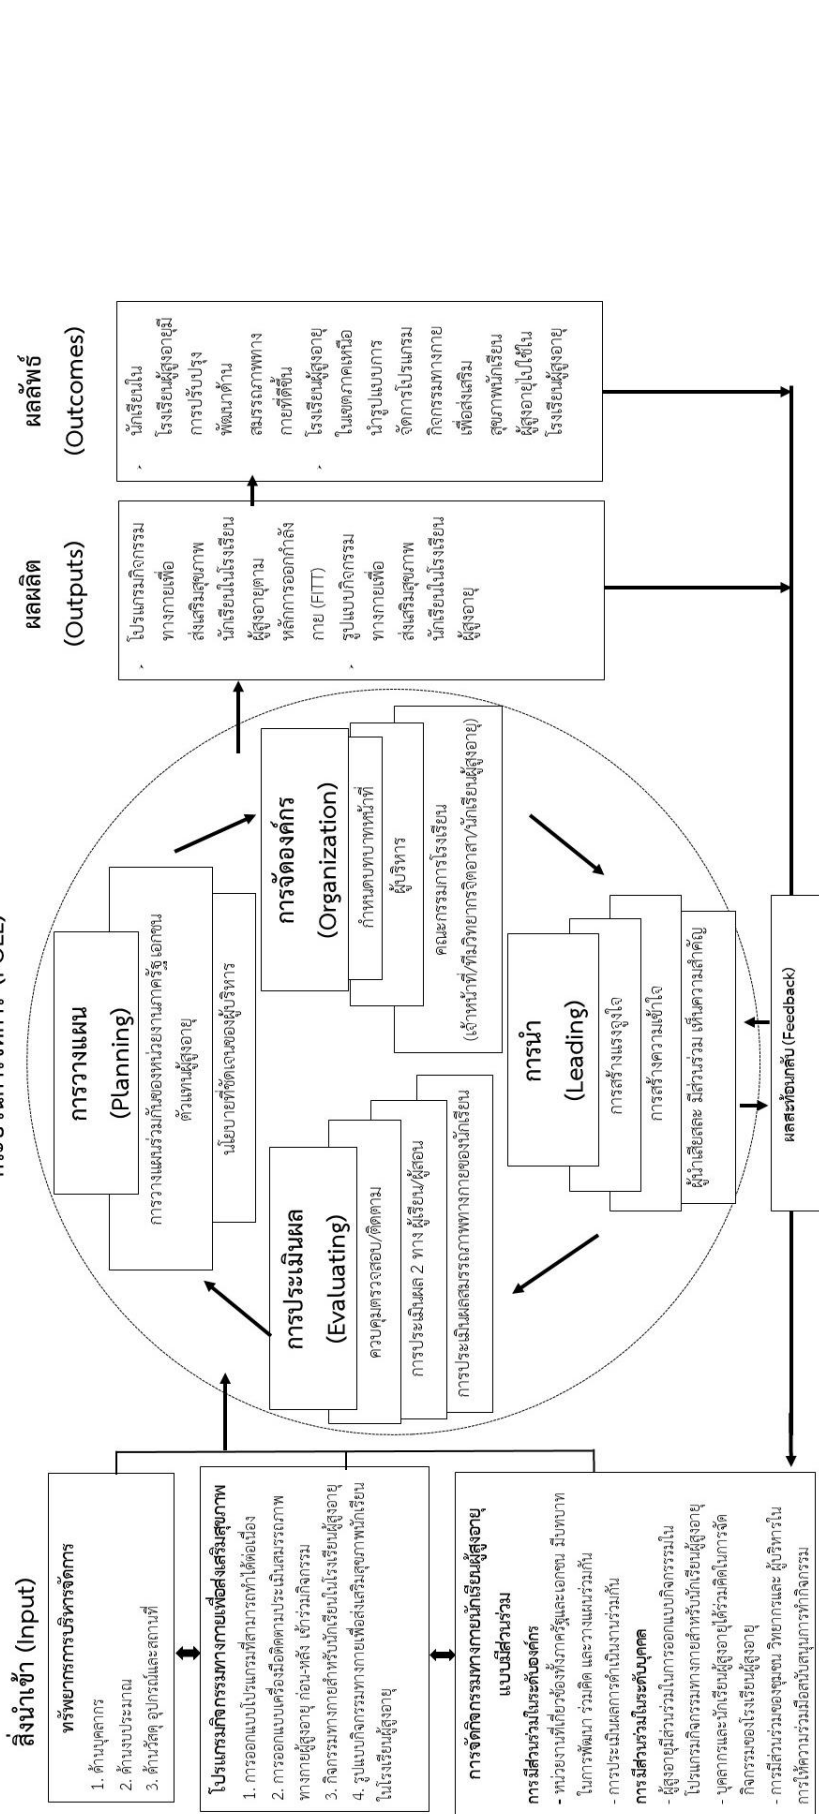 สิ่งนำเข้า (Input)
ทรัพยากรการบริหารจัดการ
1. ด้านบุคลากร
2. ด้านงบประมาณ
3. ด้านวัสดุ อุปกรณ์และสถานที่
โปรแกรมกิจกรรมทางกายเพื่อส่งเสริมสุขภาพ
1. การออกแบบโปรแกรมที่สามารถทำได้ต่อเนื่อง
2. การออกแบบเครื่องมือติดตามประเมินสมรรถภาพ
ทางกายผู้สูงอายุ ก่อน-หลัง เข้าร่วมกิจกรรม
3. กิจกรรมทางกายสำหรับนักเรียนในโรงเรียนผู้สูงอายุ
4. รูปแบบกิจกรรมทางกายเพื่อส่งเสริมสุขภาพนักเรียน
ในโรงเรียนผู้สูงอายุ
การจัดกิจกรรมทางกายนักเรียนผู้สูงอายุ
แบบมีส่วนร่วม
การมีส่วนร่วมในระดับองค์กร
- หน่วยงานที่เกี่ยวข้องทั้งภาครัฐและเอกชน มีบทบาท
ในการพัฒนา ร่วมคิด และวางแผนร่วมกัน
- การประเมินผลการดำเนินงานร่วมกัน
การมีส่วนร่วมในระดับบุคคล
- ผู้สูงอายุมีส่วนร่วมในการออกแบบกิจกรรรมใน
โปรแกรมกิจกรรมทางกายสำหรับนักเรียนผู้สูงอายุ
- บุคลากรและนักเรียนผู้สูงอายุได้ร่วมคิดในการจัด
กิจกรรมของโรงเรียนผู้สูงอายุ
- การมีส่วนร่วมของชุมชน วิทยากรและ ผู้บริหารใน
การให้ความร่วมมือสนับสนุนการทำกิจกรรม
การวางแผน
(Planning)
การวางแผนร่วมกันของหน่วยงานภาครัฐ เอกชน
ตัวแทนผู้สูงอายุ
นโยบายที่ชัดเจนของผู้บริหาร
การจัดองค์กร
(Organization)
กำหนดบทบาทหน้าที่
ผู้บริหาร
คณะกรรมการโรงเรียน
(เจ้าหน้าที่/ทีมวิทยากรจิตอาสา/นักเรียนผู้สูงอายุ)
การนำ
(Leading)
การสร้างแรงจูงใจ
การสร้างความเข้าใจ
ผู้นำเสียสละ มีส่วนร่วม เห็นความสำคัญ
การประเมินผล
(Evaluating)
ควบคุมตรวจสอบ/ติดตาม
การประเมินผล 2 ทาง ผู้เรียน/ผู้สอน
การประเมินผลสมรรถภาพทางกายของนักเรียน
ผลผลิต
(Outputs)
โปรแกรมกิจกรรม
ทางกายเพื่อ
ส่งเสริมสุขภาพ
นักเรียนในโรงเรียน
ผู้สูงอายุตาม
หลักการออกกำลัง
กาย (FITT)
รูปแบบกิจกรรม
ทางกายเพื่อ
ส่งเสริมสุขภาพ
นักเรียนในโรงเรียน
ผู้สูงอายุ
ผลลัพธ์
(Outcomes)
นักเรียนใน
โรงเรียนผู้สูงอายุมี
การปรับปรุง
พัฒนาด้าน
สมรรถภาพทาง
กายที่ดีขึ้น
โรงเรียนผู้สูงอายุ
ในเขตภาคเหนือ
นำรูปแบบการ
จัดการโปรแกรม
กิจกรรมทางกาย
เพื่อส่งเสริม
สุขภาพนักเรียน
ผู้สูงอายุไปใช้ใน
โรงเรียนผู้สูงอายุ
ผลสะท้อนกลับ (Feedback)